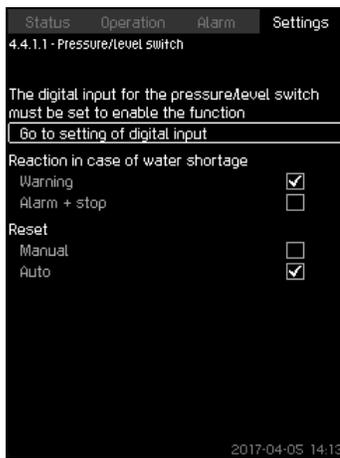 Status Operation Alarm Settings
4.4.1.1 - Pressure/level switch
The digital input for the pressure/level switch
must be set to enable the function
Go to setting of digital input
Reaction in case of water shortage
Warning
Alarm + stop
Reset
Manual
Auto
2017-04-05 14:13